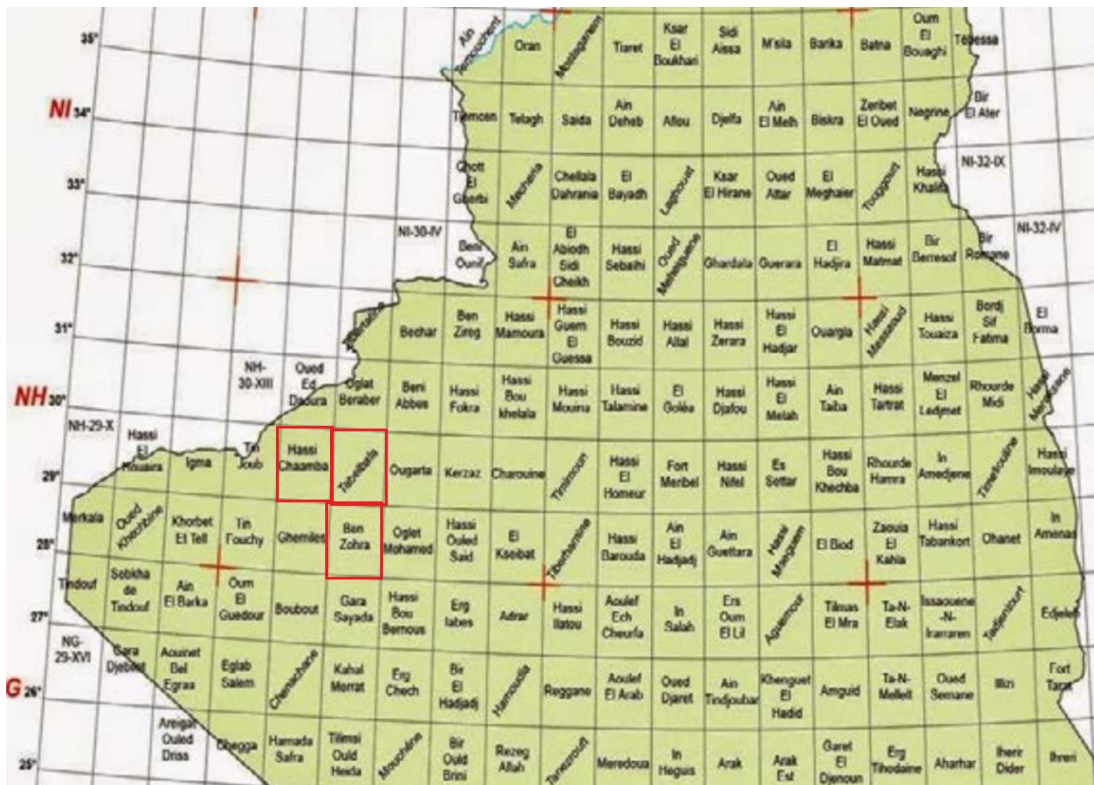 35°
Ain
Temouchent
Oran
Mostaganem
Tiaret
Ksar
El
Boukhari
Sidi
Aissa
M'sila
Barika
Batna
Oum
El
Bouaghi
Tebessa
NI
34°
Tlemcen
Telagh
Saida
Ain
Deheb
Aflou
Djelfa
Ain
El Melh
Biskra
Zeribet
El Oued
Negrine
Bir
El Ater
33°
Chott
El
Gherbi
Mecheria
Chellala
Dahrania
El
Bayadh
Laghouat
Ksar
El Hirane
Oued
Attar
El
Meghaier
Touggourt
Hassi
Khalifa
NI-32-IX
32°
NI-30-IV
Beni
Ounif
Ain
Safra
El
Abiodh
Sidi
Cheikh
Hassi
Sebaihi
Oued
Mehaiguene
Ghardaia
Guerara
El
Hadjira
Hassi
Matmat
Bir
Berresof
Bir
Romane
NI-32-IV
31°
Bechar
Ben
Zireg
Hassi
Mamoura
Hassi
Guern
El
Guessa
Hassi
Bouzid
Hassi
Allal
Hassi
Zerara
Hassi
El
Hadjar
Ouargla
Hassi
Messaoud
Hassi
Touaiza
Bordj
Sif
Fatima
El
Borma
NH
30°
NH-
30-XIII
Oued
Ed
Daoura
Oglat
Beraber
Beni
Abbes
Hassi
Fokra
Hassi
Bou
khelala
Hassi
Mouina
Hassi
Talamine
El
Goléa
Hassi
Djafou
Hassi
El
Melah
Ain
Taiba
Hassi
Tartrat
Menzel
El
Ledjmet
Rhourde
Midi
Hassi
29°
NH-29-X
Hassi
El
Houaira
Igma
Tin
Joub
Hassi
Chaamba
Tabelbala
Ougarta
Kerzaz
Charouine
Timimoun
Hassi
El
Homeur
Fort
Meribel
Hassi
Nifel
Es
Settar
Hassi
Bou
Khechba
Rhourde
Hamra
In
Amedjene
Timellouline
Hassi
Imoulaye
28°
Merkala
Oued
Khechbine
Khorbet
El Tell
Tin
Fouchy
Ghemiles
Ben
Zohra
Oglet
Mohamed
Hassi
Ouled
Said
El
Kseibat
Tiberhamine
Hassi
Barouda
Ain
El
Hadjadj
Ain
Guettara
Hassi
Mseguem
El Biod
Zaouia
El
Kahla
Hassi
Tabankort
Ohanet
In
Amenas
27°
Tindouf
Sebkha
de
Tindouf
Ain
El Barka
Oum
El
Guedour
Boubout
Gara
Sayada
Hassi
Bou
Bernous
Erg
Iabes
Adrar
Hassi
Ilatou
Aoulef
Ech
Cheurfa
In
Salah
Ers
Oum
El Lil
Aguemour
Tilmas
El Mra
Ta-N-
Elak
Issaouene
-N-
Irarraren
Tadjentourt
Edjeleh
G
26°
NG-
29-XVI
Gara
Djebilet
Aouinet
Bel
Egraa
Eglab
Salem
Chenachane
Kahal
Morrat
Erg
Chech
Bir
El
Hadjadj
Hamoudia
Reggane
Aoulef
El Arab
Oued
Djaret
Ain
Tindjoubar
Khenguet
El
Hadid
Amguid
Ta-N-
Mellelt
Oued
Semane
Illizi
Fort
Tarat
25°
Areigat
Ouled
Driss
Chegga
Hamada
Safra
Tilimsi
Ould
Heida
Mouchène
Bir
Ould
Brini
Rezeg
Allah
Tanezrouft
Meredoua
In
Heguis
Arak
Arak
Est
Garet
El
Djenoun
Erg
Tihodaine
Aharhar
Iherir
Dider
Ihreri